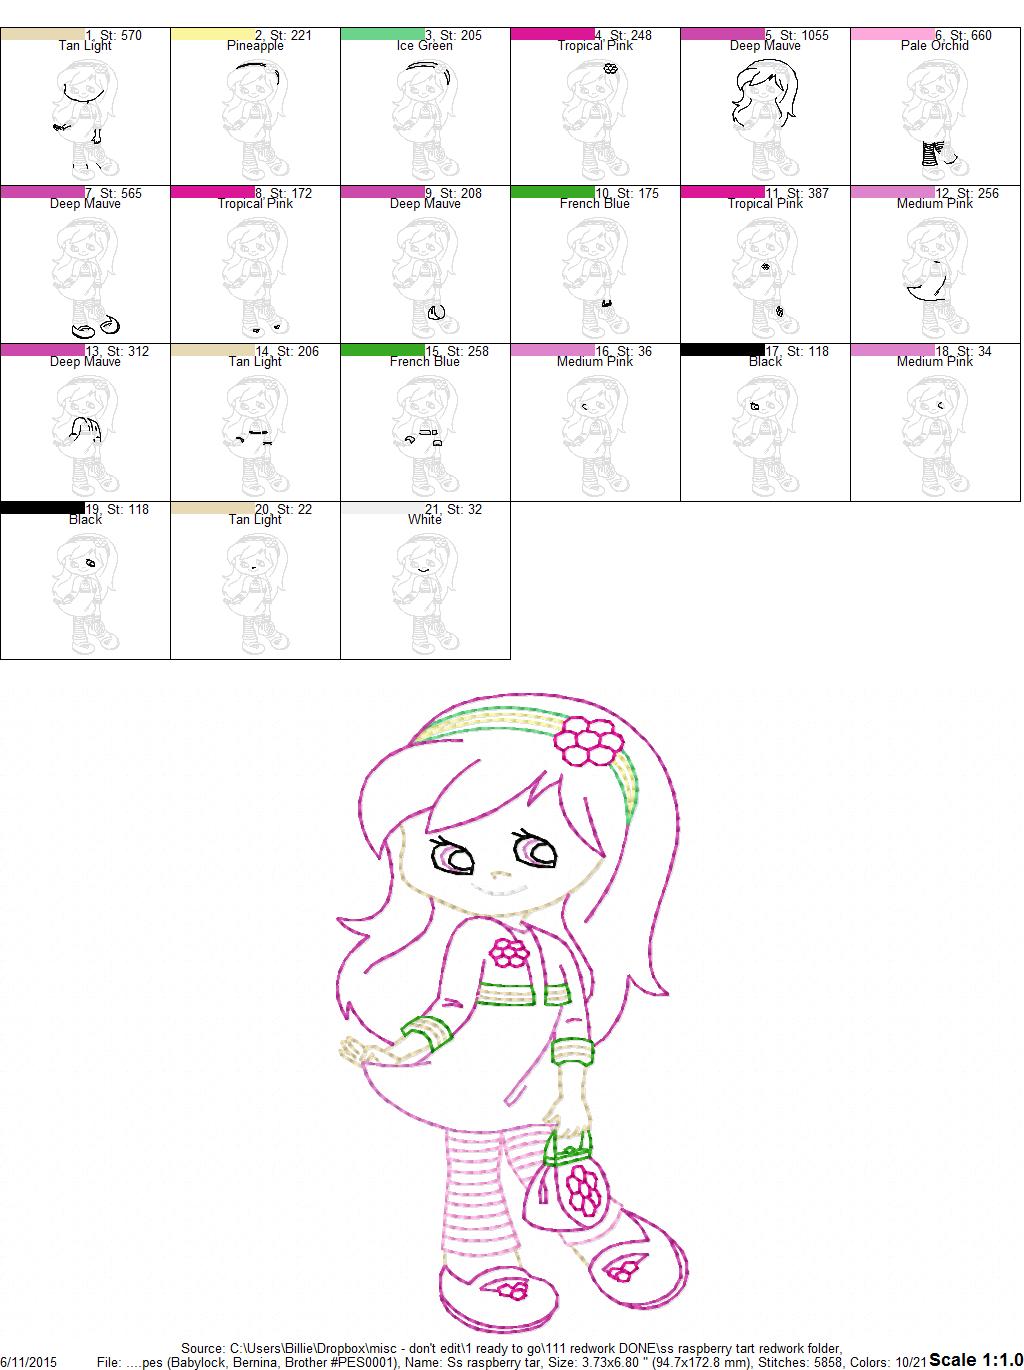 1, St: 570 2, St: 221 3, St: 205 4, St: 248 5, St: 1055 6, St: 660
Tan Light Pineapple Ice Green Tropical Pink Deep Mauve Pale Orchid
7, St: 565 8, St: 172 9, St: 208 10, St: 175 11, St: 387 12, St: 256
Deep Mauve Tropical Pink Deep Mauve French Blue Tropical Pink Medium Pink
13, St: 312 14, St: 206 15, St: 258 16, St: 36 17, St: 118 18, St: 34
Deep Mauve Tan Light French Blue Medium Pink Black Medium Pink
19, St: 118 20, St: 22 21, St: 32
Black Tan Light White
Source: C:\Users\Billie\Dropbox\misc - don't edit\1 ready to go\111 redwork DONE\ss raspberry tart redwork folder,
6/11/2015 File: ....pes (Babylock, Bernina, Brother #PES0001), Name: Ss raspberry tar, Size: 3.73x6.80 " (94.7x172.8 mm), Stitches: 5858, Colors: 10/21 Scale 1:1.0